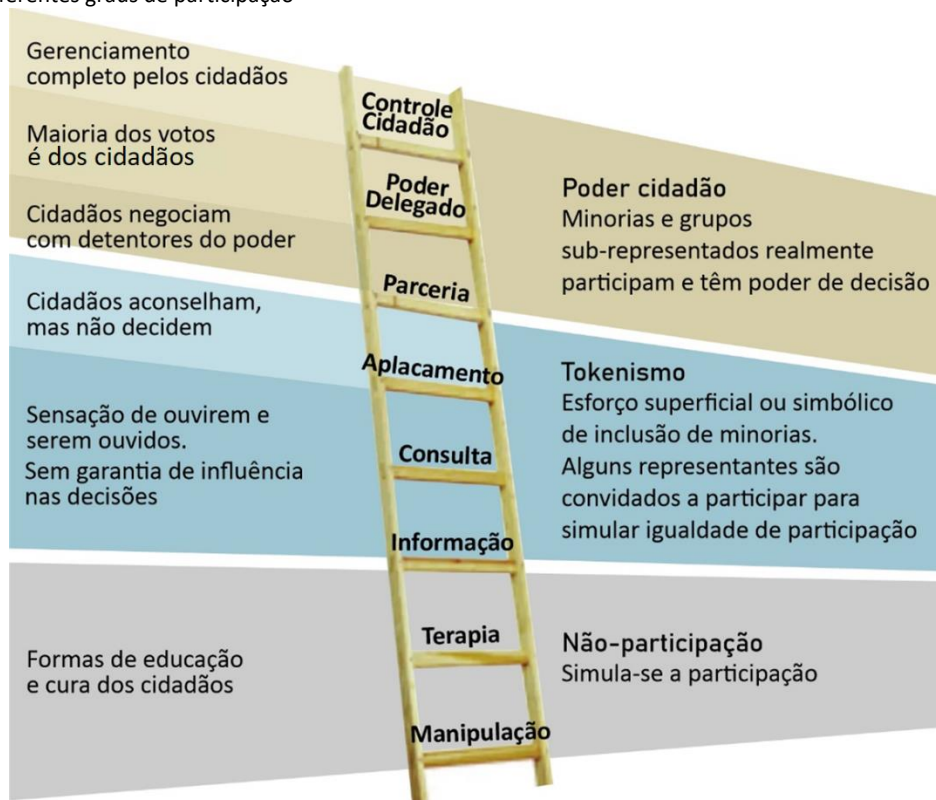 diferentes graus de participação
Gerenciamento
completo pelos cidadãos
Maioria dos votos
é dos cidadãos
Cidadãos negociam
com detentores do poder
Cidadãos aconselham,
mas não decidem
Sensação de ouvirem e
serem ouvidos.
Sem garantia de influência
nas decisões
Formas de educação
e cura dos cidadãos
Controle
Cidadão
Poder
Delegado
Parceria
Aplacamento
Consulta
Informação
Terapia
Manipulação
Poder cidadão
Minorias e grupos
sub-representados realmente
participam e têm poder de decisão
Tokenismo
Esforço superficial ou simbólico
de inclusão de minorias.
Alguns representantes são
convidados a participar para
simular igualdade de participação
Não-participação
Simula-se a participação